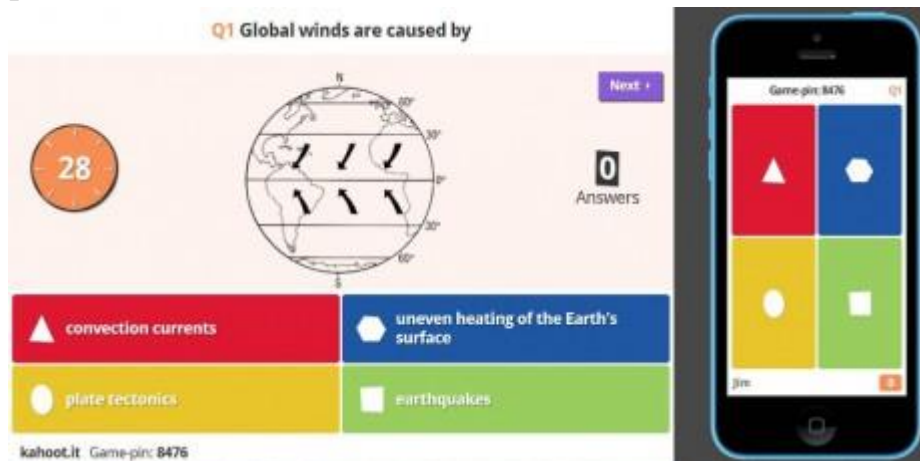 Q1 Global winds are caused by
Next
28
N
60°
30°
0°
30°
60°
S
0
Answers
convection currents
uneven heating of the Earth's
surface
plate tectonics
earthquakes
kahoot.it Game-pin: 8476
Game-pin: 8476 Q1
Jim 0